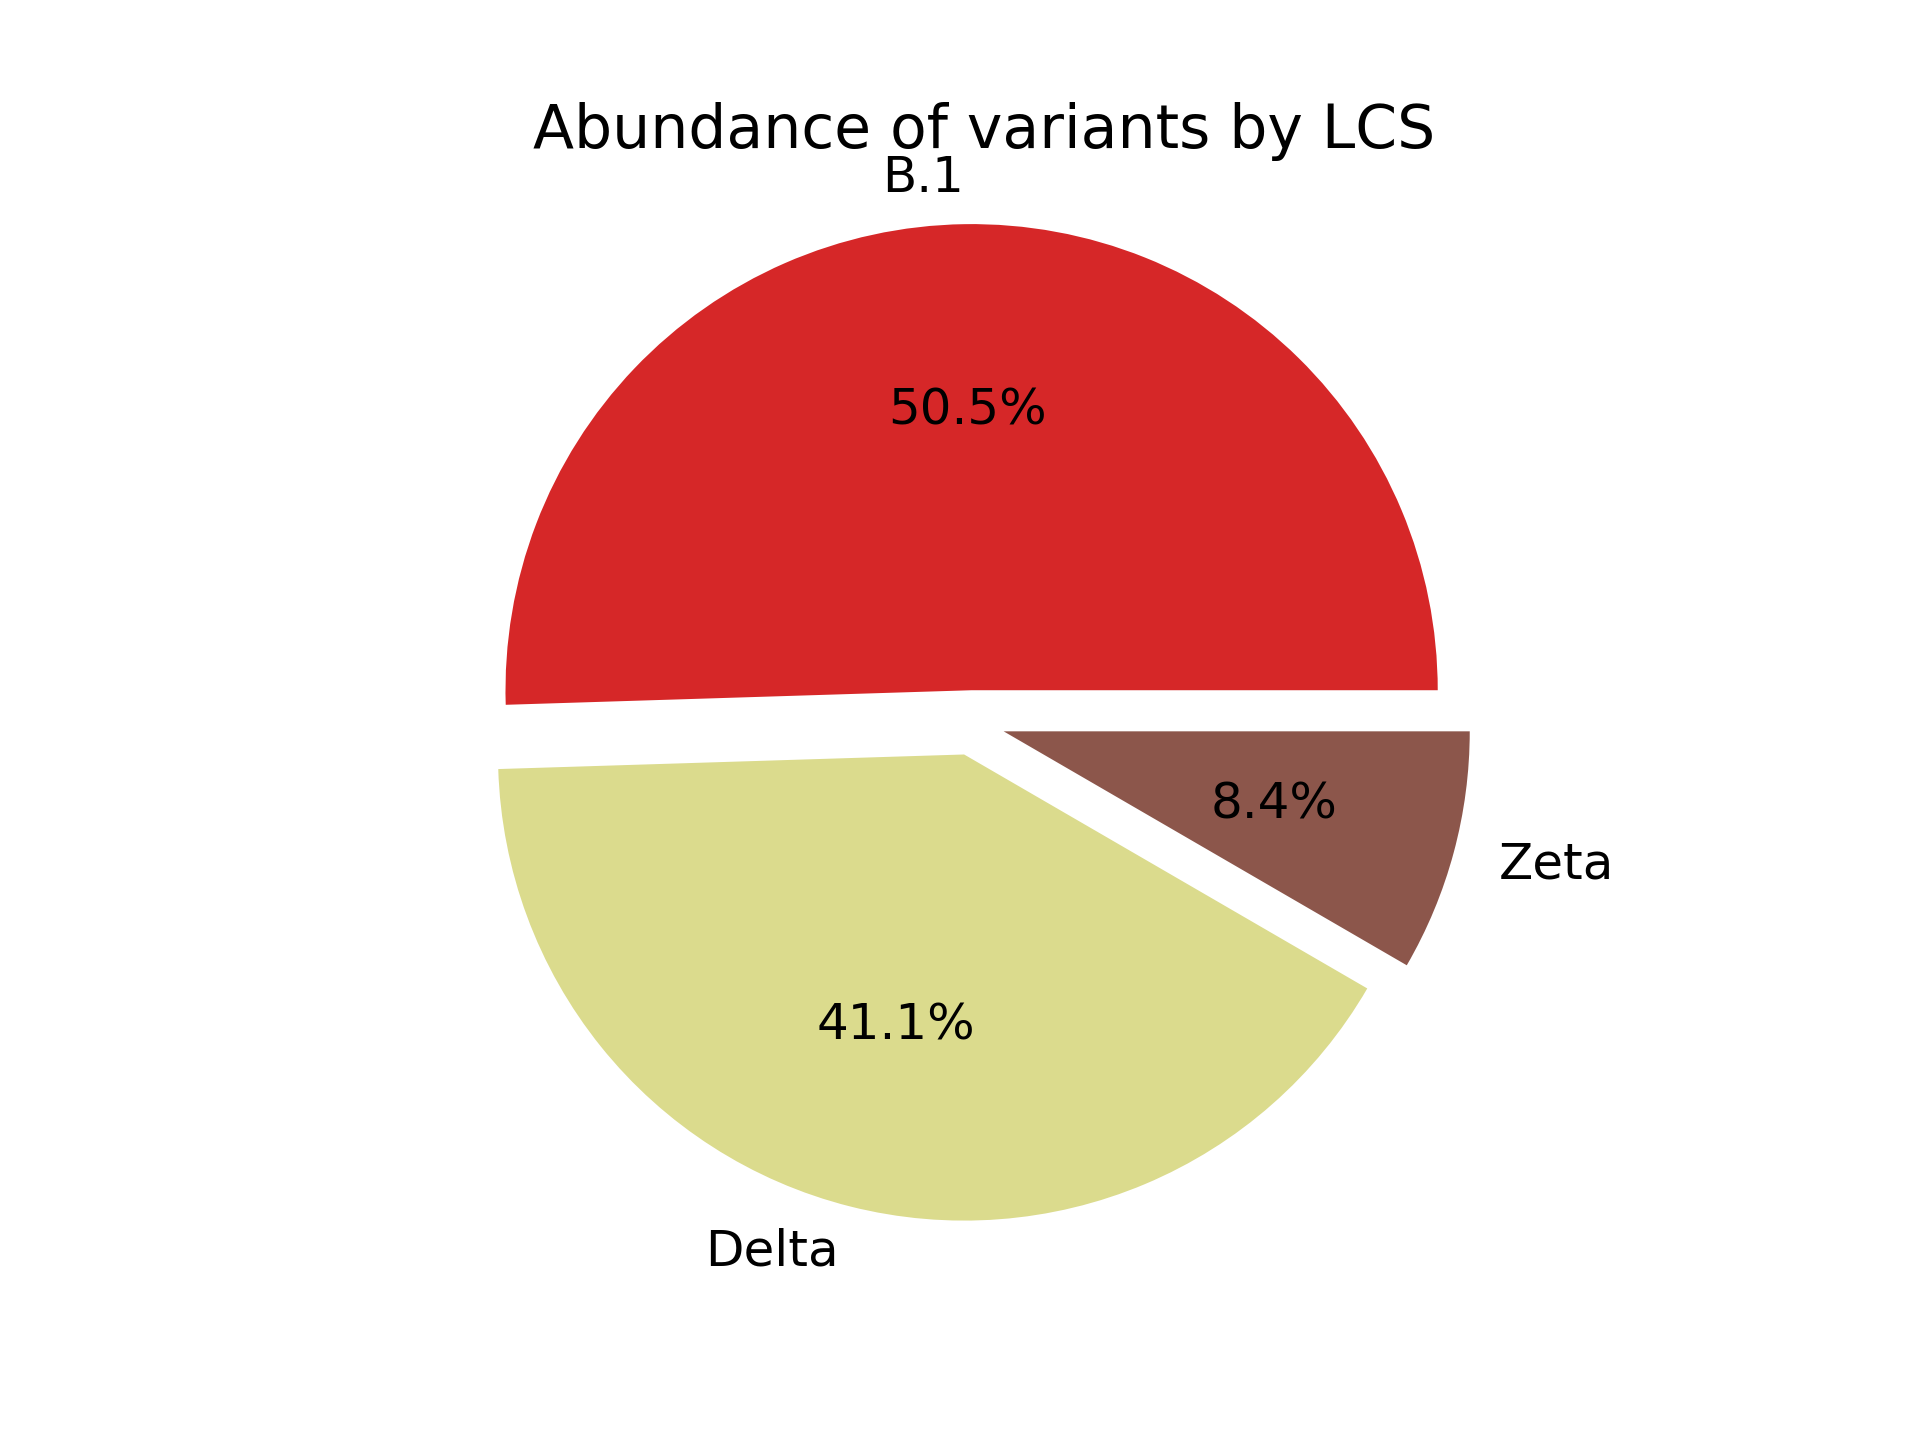 Abundance of variants by LCS
B.1
50.5%
8.4%
Zeta
41.1%
Delta